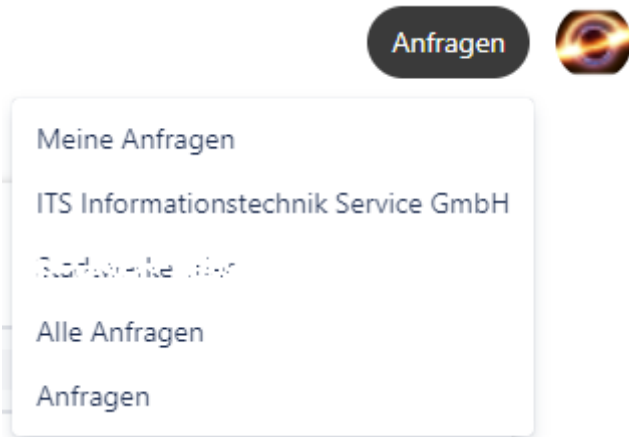 Anfragen
Meine Anfragen
ITS Informationstechnik Service GmbH
Alle Anfragen
Anfragen